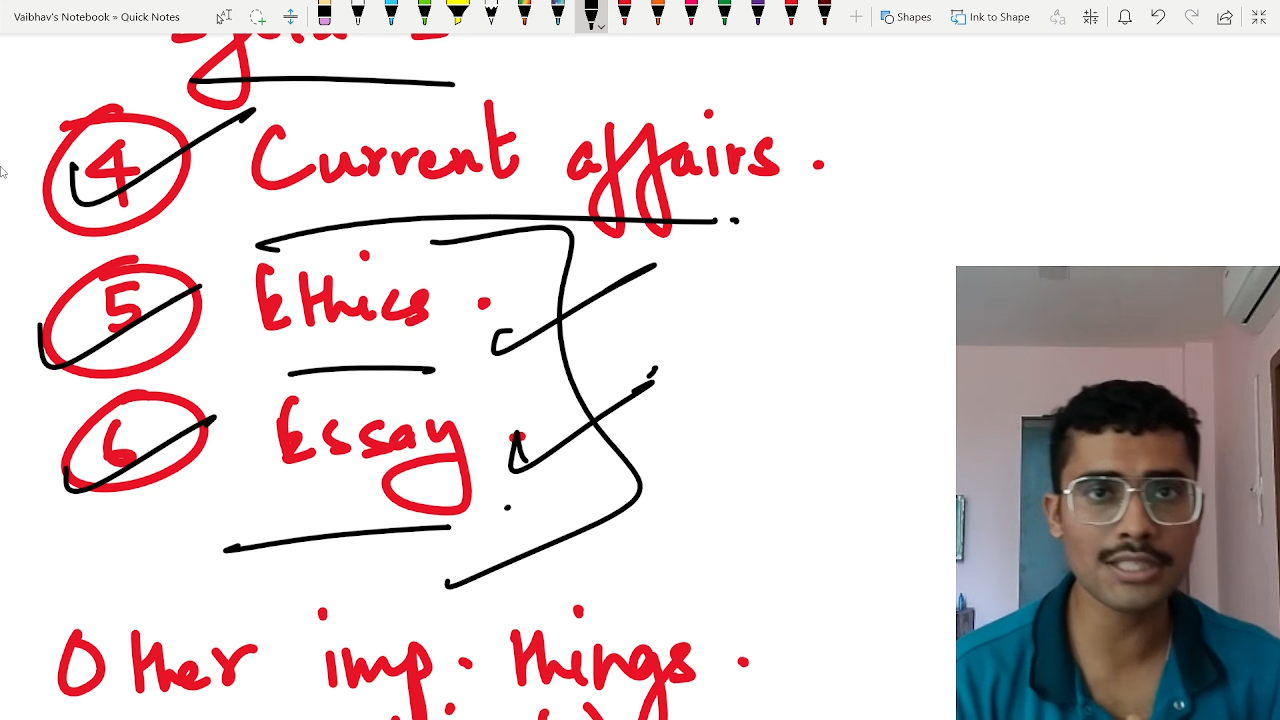 Vaibhav's Notebook » Quick Notes
Shapes
Ink to Shape
4 Current affairs.
5 Ethics.
6 Essay.
Other imp. things.